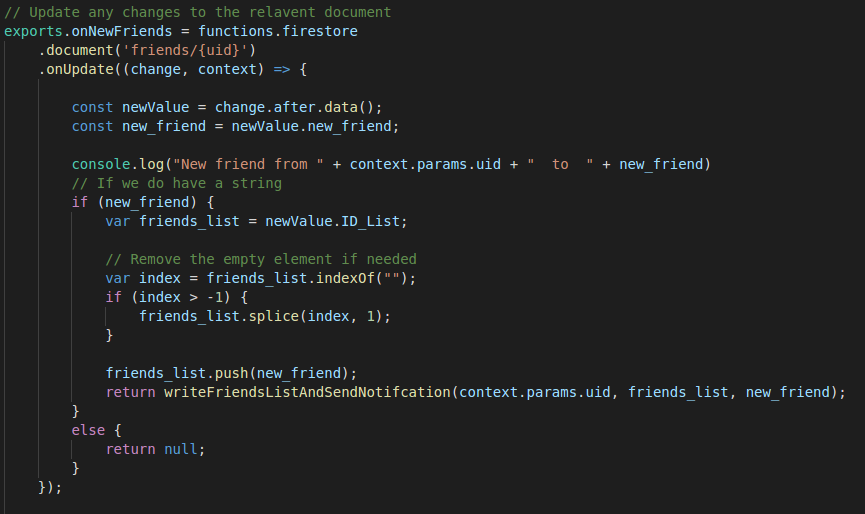 // Update any changes to the relavent document
exports.onNewFriends = functions.firestore
    .document('friends/{uid}')
    .onUpdate((change, context) => {

        const newValue = change.after.data();
        const new_friend = newValue.new_friend;

        console.log("New friend from " + context.params.uid + "  to  " + new_friend)
        // If we do have a string
        if (new_friend) {
            var friends_list = newValue.ID_List;

            // Remove the empty element if needed
            var index = friends_list.indexOf("");
            if (index > -1) {
                friends_list.splice(index, 1);
            }

            friends_list.push(new_friend);
            return writeFriendsListAndSendNotifcation(context.params.uid, friends_list, new_friend);
        }
        else {
            return null;
        }
    });